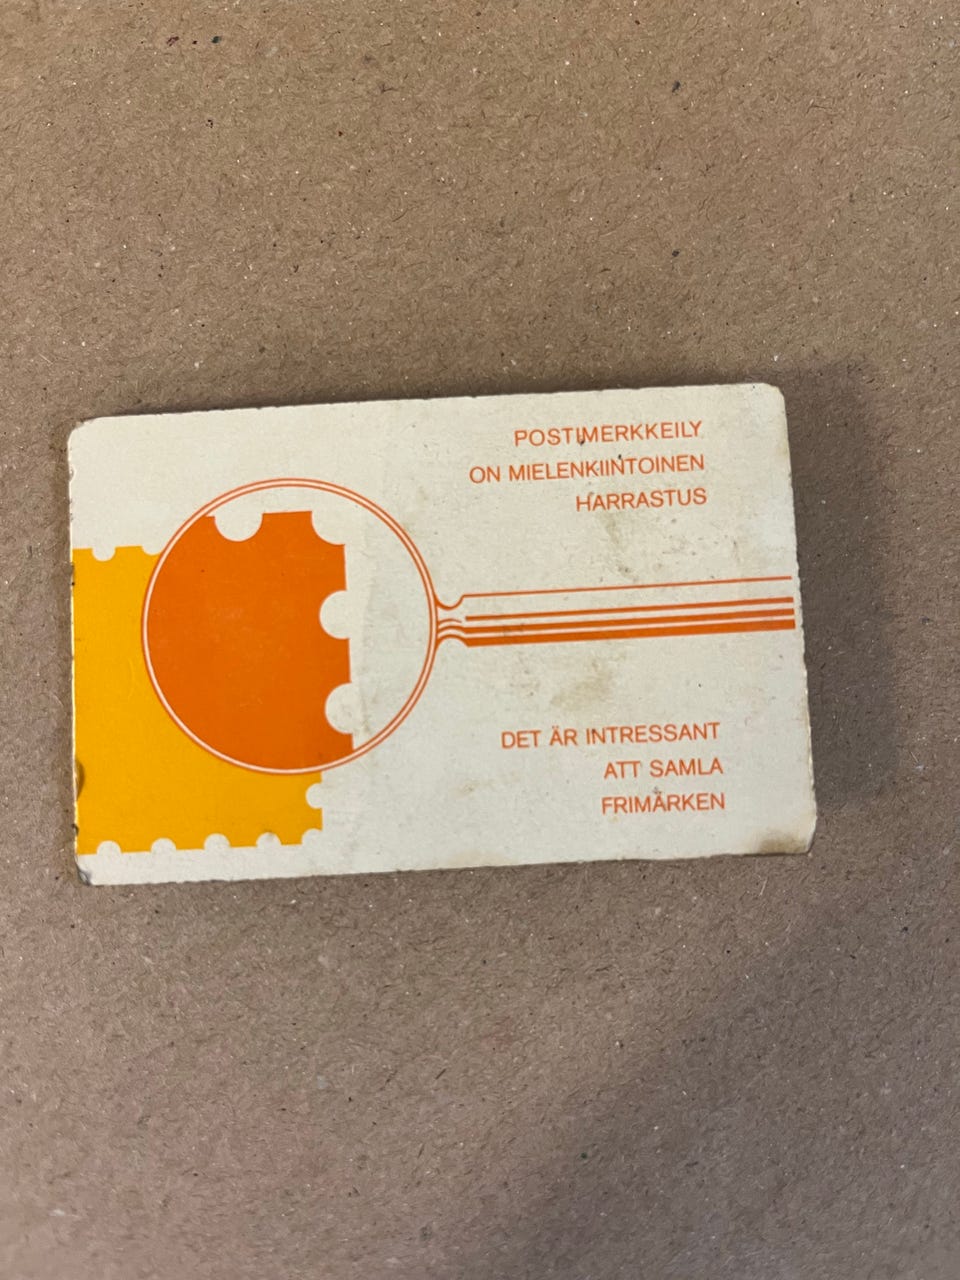 POSTIMERKKEILY
ON MIELENKIINTOINEN
HARRASTUS
DET ÄR INTRESSANT
ATT SAMLA
FRIMÄRKEN